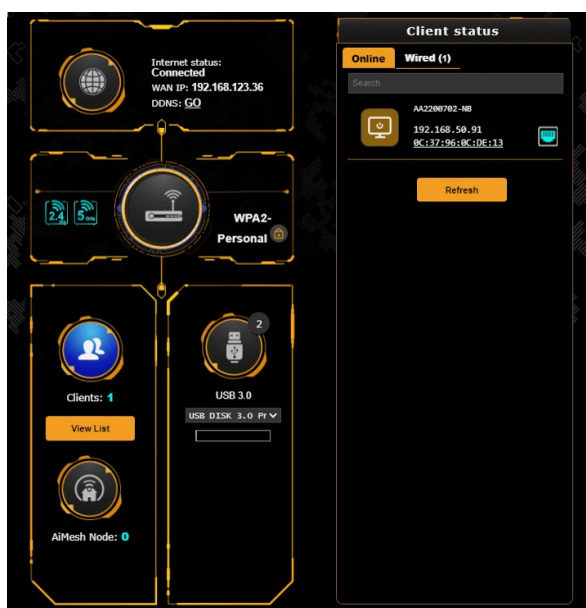 Internet status:
Connected
WAN IP: 192.168.123.36
DDNS: GO
2.4
5
WPA2-
Personal
Clients: 1
View List
AiMesh Node: 0
2
USB 3.0
USB DISK 3.0 Pr
Client status
Online Wired (1)
Search
AA2200702-NB
192.168.50.91
0C:37:96:0C:DE:13
Refresh